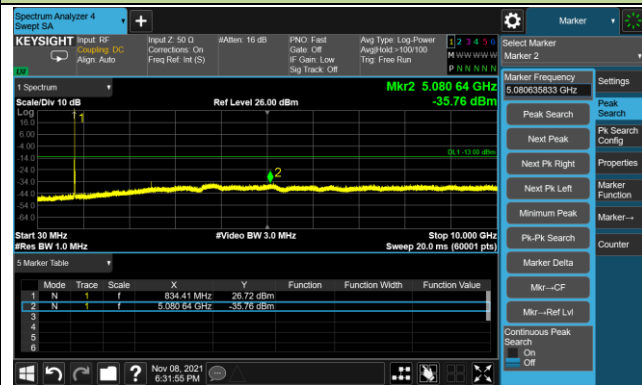 Spectrum Analyzer 4
Swept SA
Marker
KEYSIGHT
Input: RF
Coupling: DC
Align: Auto
Input Z: 50 Ω
Corrections: On
Freq Ref: Int (S)
#Atten: 16 dB
PNO: Fast
Gate: Off
IF Gain: Low
Sig Track: Off
Avg Type: Log-Power
Avg|Hold:>100/100
Trig: Free Run
1 2 3 4 5 6
M W W W W W
P N N N N N
LXI
Select Marker
Marker 2
1 Spectrum
Scale/Div 10 dB
Ref Level 26.00 dBm
Mkr2 5.080 64 GHz
-35.76 dBm
Log
16.0
6.00
-4.00
-14.0
-24.0
-34.0
-44.0
-54.0
-64.0
1
2
DL1 -13.00 dBm
Start 30 MHz
#Res BW 1.0 MHz
#Video BW 3.0 MHz
Stop 10.000 GHz
Sweep 20.0 ms (60001 pts)
5 Marker Table
Mode Trace Scale X Y Function Function Width Function Value
1 N 1 f 834.41 MHz 26.72 dBm
2 N 1 f 5.080 64 GHz -35.76 dBm
3
4
5
6
Marker Frequency
5.080635833 GHz
Peak Search
Next Peak
Next Pk Right
Next Pk Left
Minimum Peak
Pk-Pk Search
Marker Delta
Mkr→CF
Mkr→Ref Lvl
Continuous Peak
Search
On
Off
Settings
Peak
Search
Pk Search
Config
Properties
Marker
Function
Marker→
Counter
Nov 08, 2021
6:31:55 PM